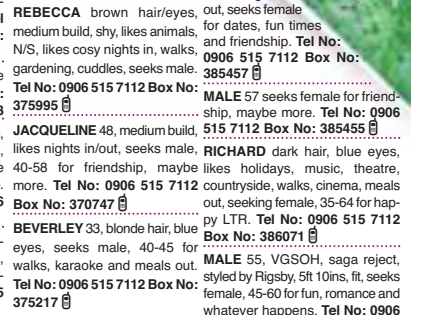 REBECCA brown hair/eyes,
medium build, shy, likes animals,
N/S, likes cosy nights in, walks,
gardening, cuddles, seeks male.
Tel No: 0906 515 7112 Box No:
375995
JACQUELINE 48, medium build,
likes nights in/out, seeks male,
40-58 for friendship, maybe
more. Tel No: 0906 515 7112
Box No: 370747
BEVERLEY 33, blonde hair, blue
eyes, seeks male, 40-45 for
walks, karaoke and meals out.
Tel No: 0906 515 7112 Box No:
375217
out, seeks female
for dates, fun times
and friendship. Tel No:
0906 515 7112 Box No:
385457
MALE 57 seeks female for friend-
ship, maybe more. Tel No: 0906
515 7112 Box No: 385455
RICHARD dark hair, blue eyes,
likes holidays, music, theatre,
countryside, walks, cinema, meals
out, seeking female, 35-64 for hap-
py LTR. Tel No: 0906 515 7112
Box No: 386071
MALE 55, VGSOH, saga reject,
styled by Rigsby, 5ft 10ins, fit, seeks
female, 45-60 for fun, romance and
whatever happens. Tel No: 0906